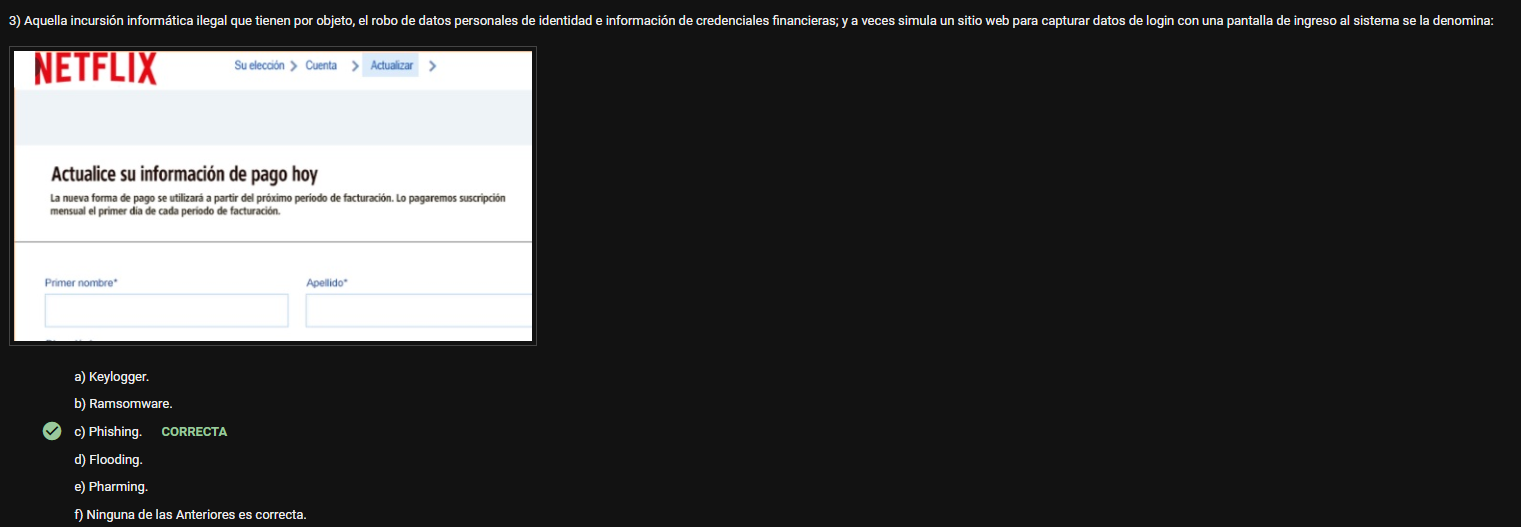 3) Aquella incursión informática ilegal que tienen por objeto, el robo de datos personales de identidad e información de credenciales financieras; y a veces simula un sitio web para capturar datos de login con una pantalla de ingreso al sistema se la denomina:
NETFLIX
Su elección > Cuenta > Actualizar >
Actualice su información de pago hoy
La nueva forma de pago se utilizará a partir del próximo período de facturación. Lo pagaremos suscripción
mensual el primer día de cada período de facturación.
Primer nombre* Apellido*
a) Keylogger.
b) Ramsomware.
c) Phishing. CORRECTA
d) Flooding.
e) Pharming.
f) Ninguna de las Anteriores es correcta.